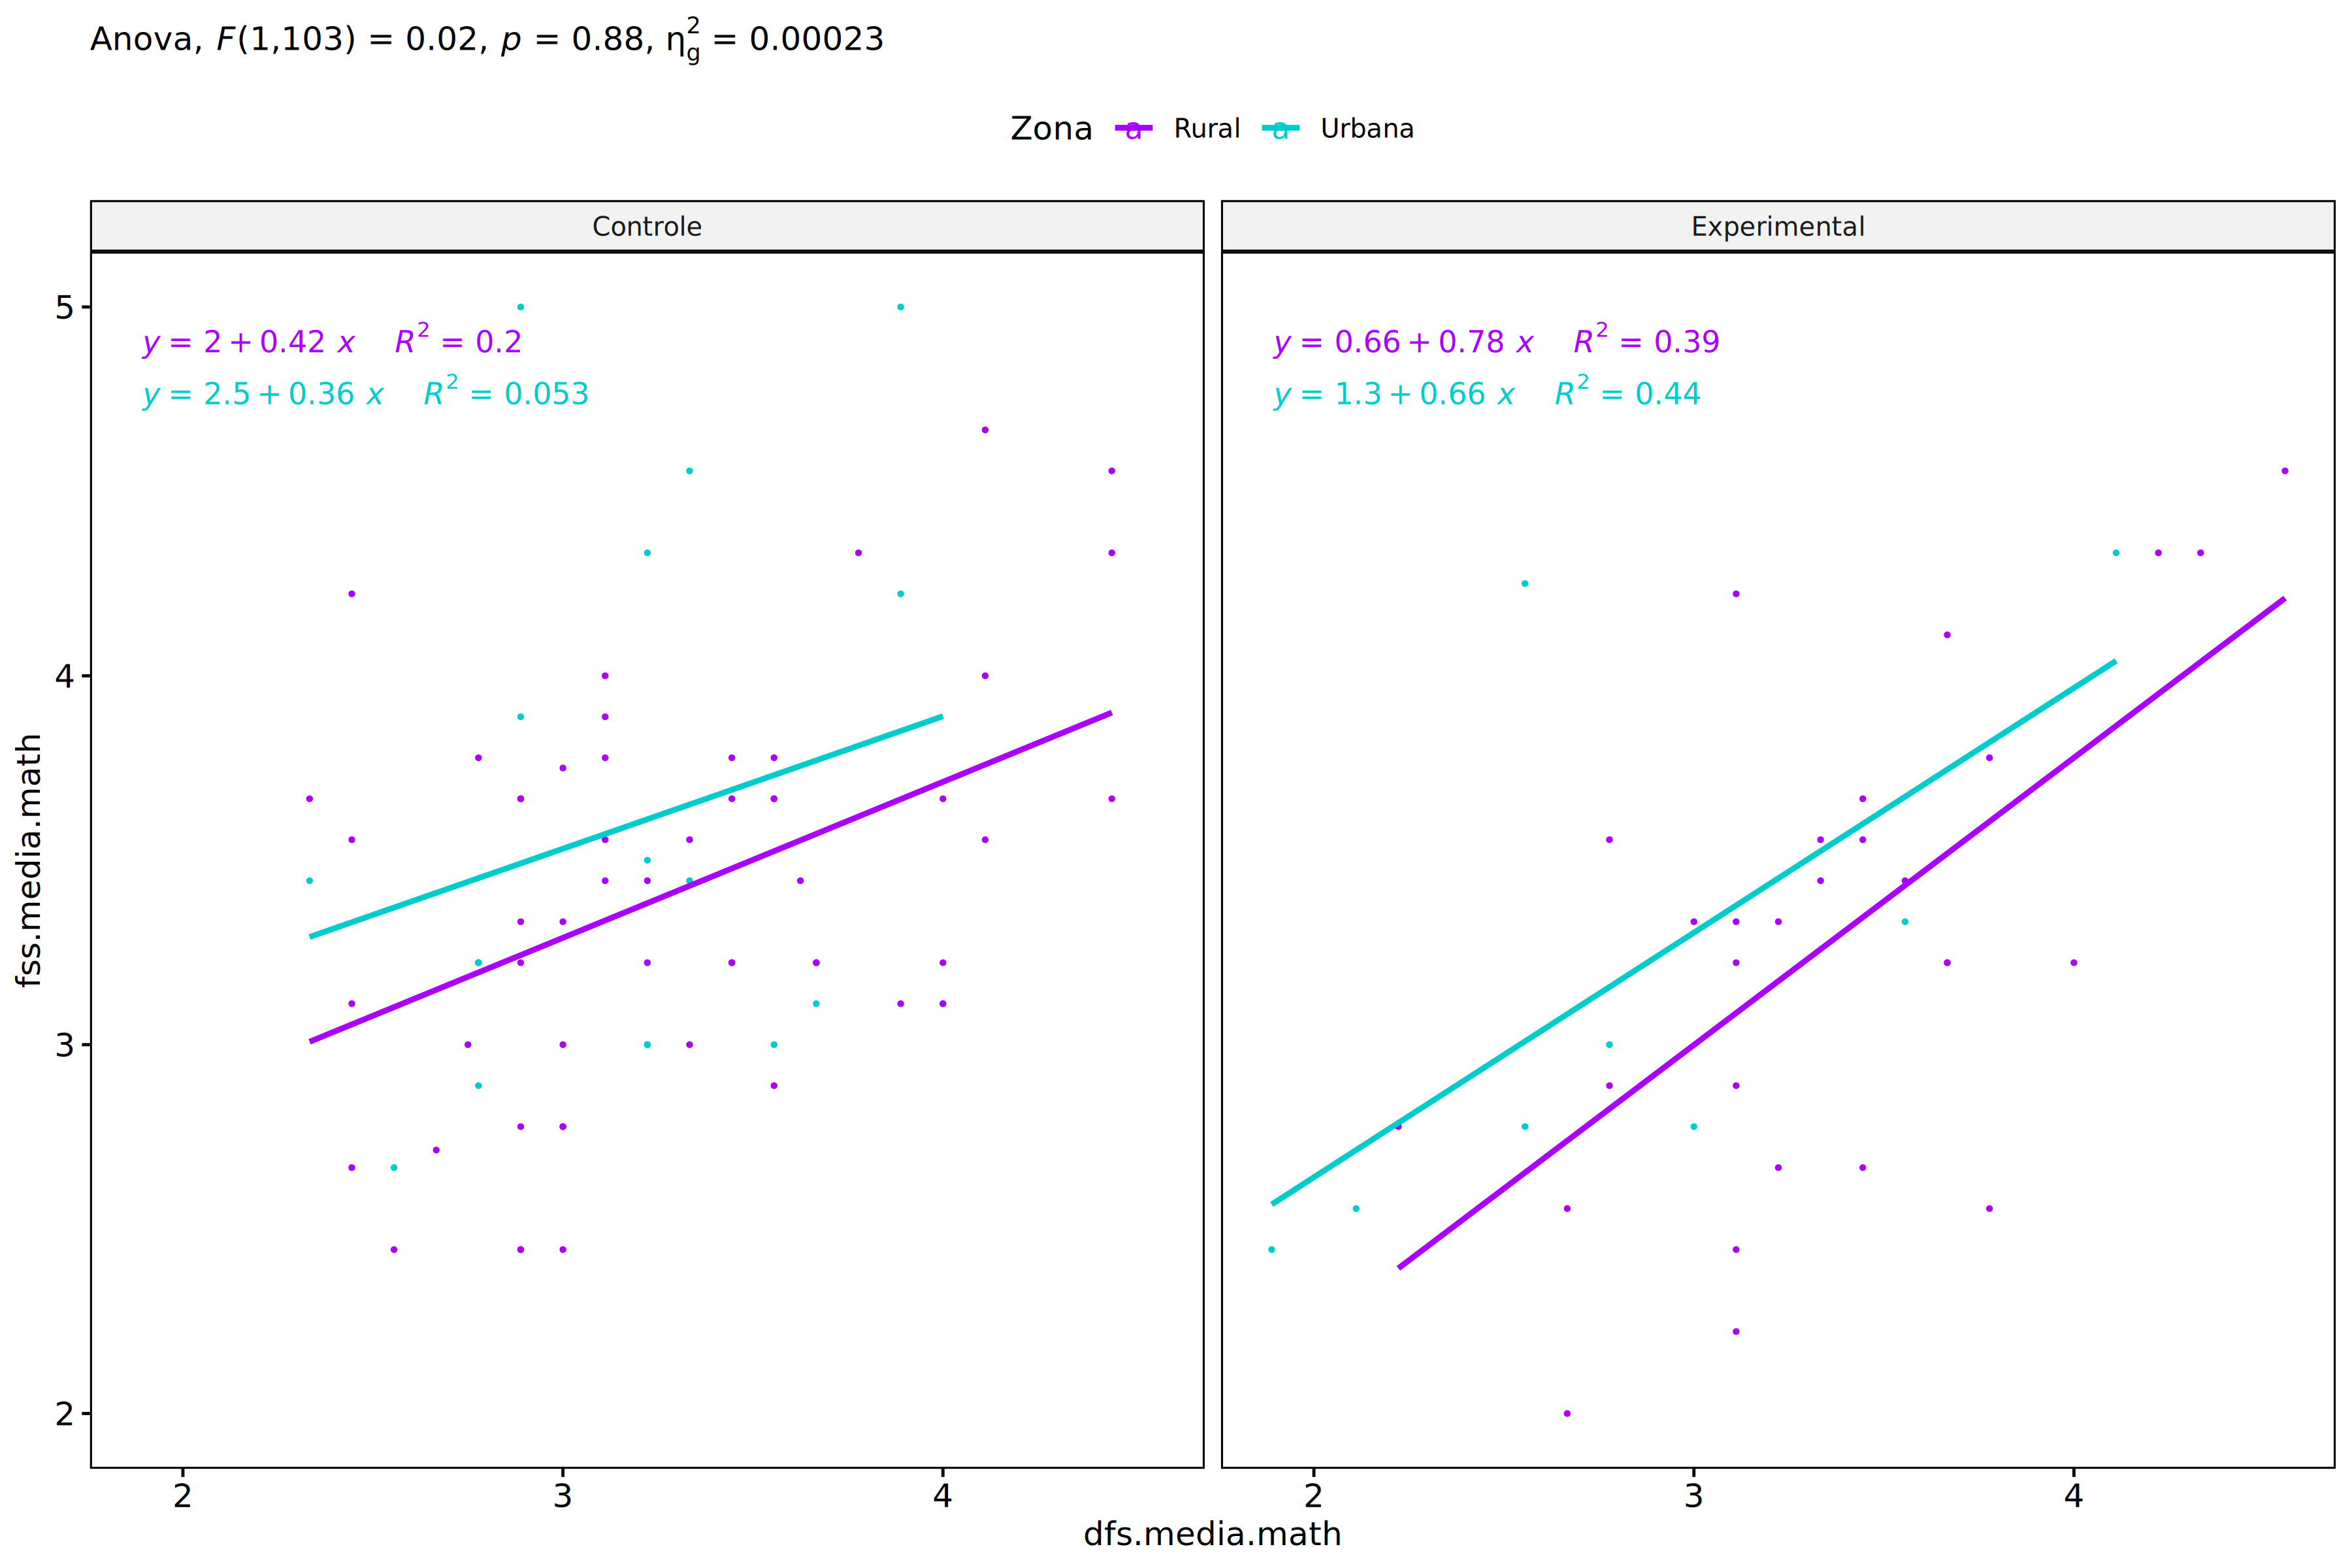 Anova, F(1,103) = 0.02, p = 0.88, η²g = 0.00023
Zona a Rural a Urbana
Controle
Experimental
y = 2 + 0.42 x R² = 0.2
y = 2.5 + 0.36 x R² = 0.053
y = 0.66 + 0.78 x R² = 0.39
y = 1.3 + 0.66 x R² = 0.44
fss.media.math
5
4
3
2
2 3 4
2 3 4
dfs.media.math